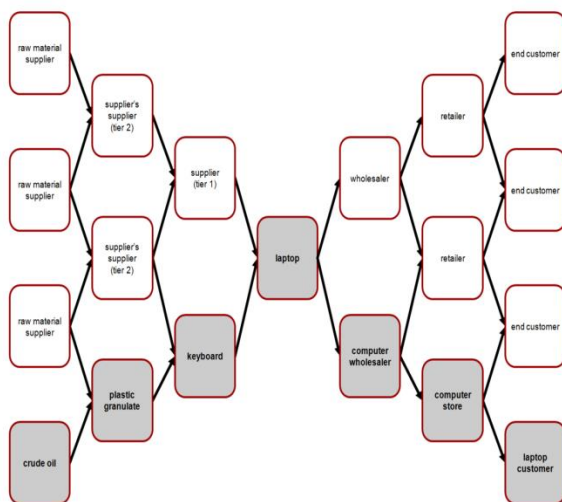 raw material
supplier
supplier's
supplier
(tier 2)
raw material
supplier
supplier
(tier 1)
supplier's
supplier
(tier 2)
raw material
supplier
keyboard
plastic
granulate
crude oil
laptop
wholesaler
computer
wholesaler
retailer
retailer
computer
store
end customer
end customer
end customer
laptop
customer